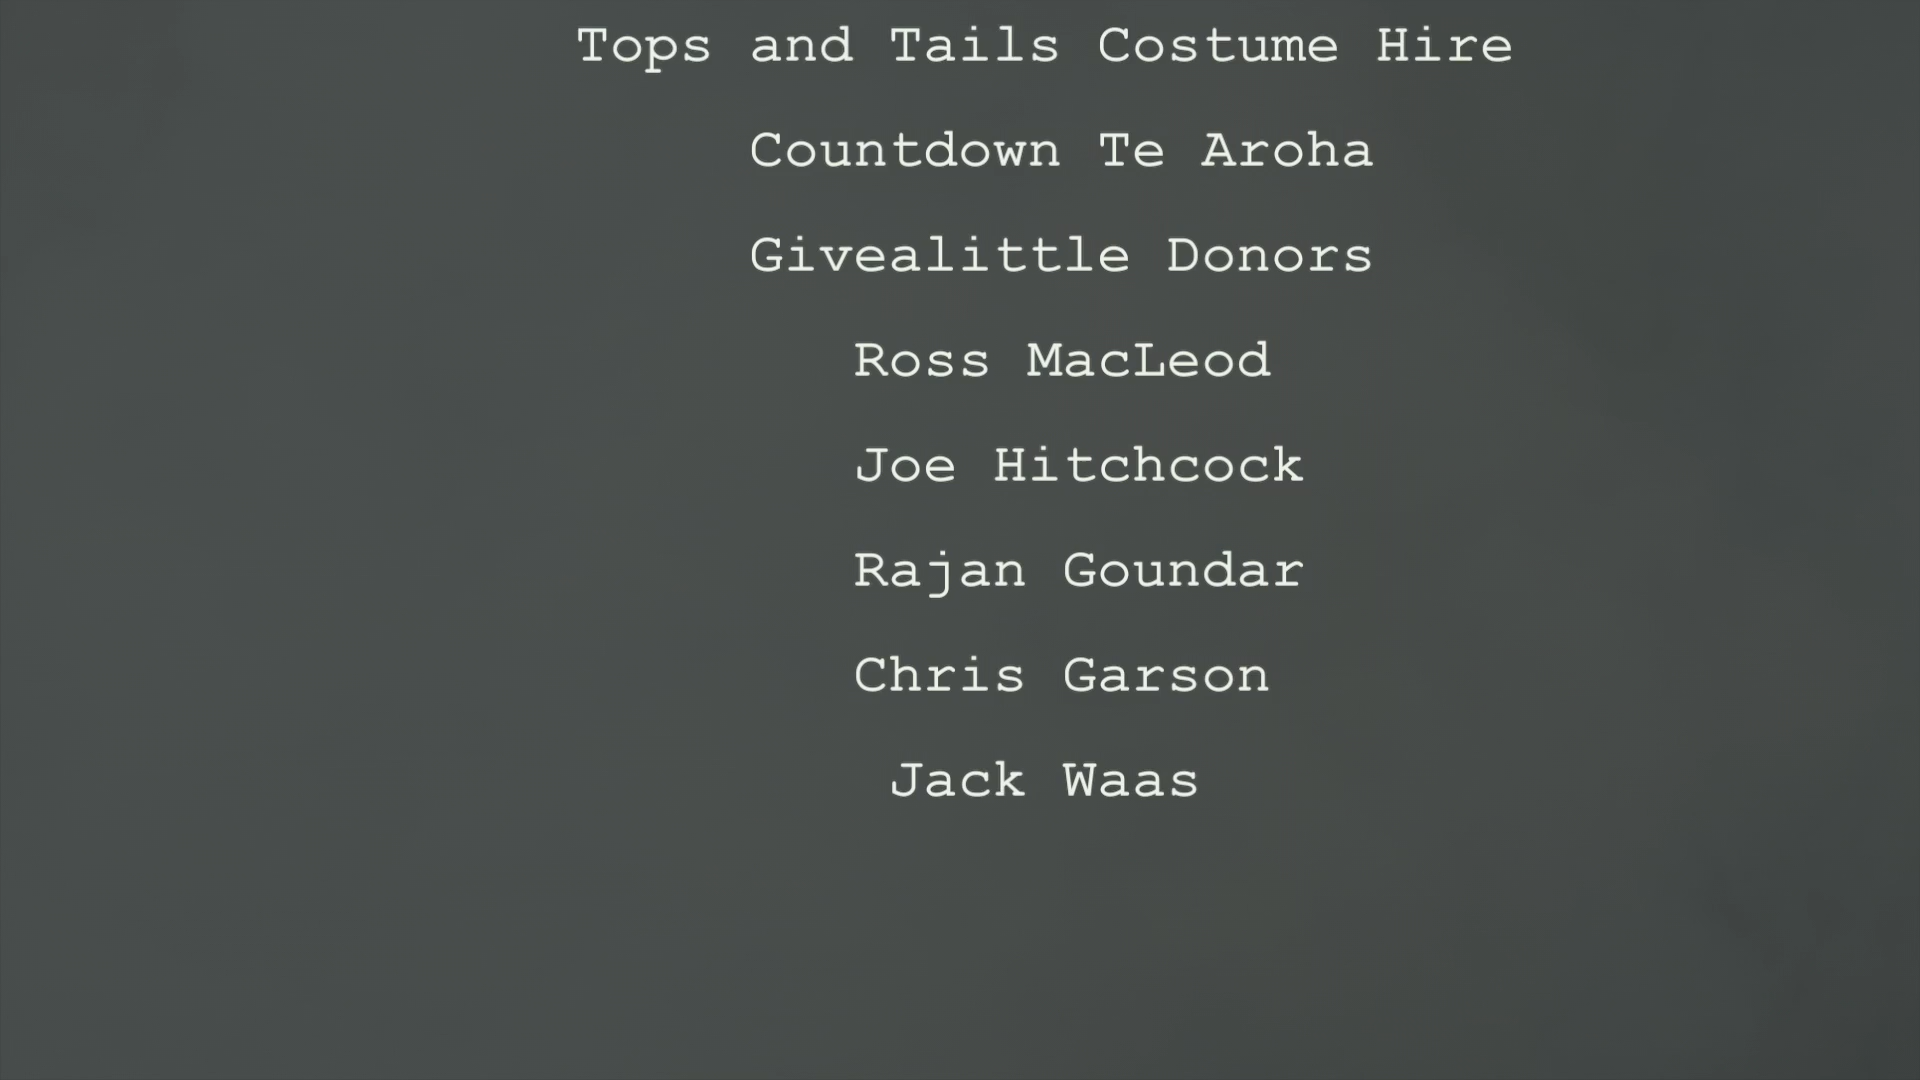 Tops and Tails Costume Hire
Countdown Te Aroha
Givealittle Donors
Ross MacLeod
Joe Hitchcock
Rajan Goundar
Chris Garson
Jack Waas